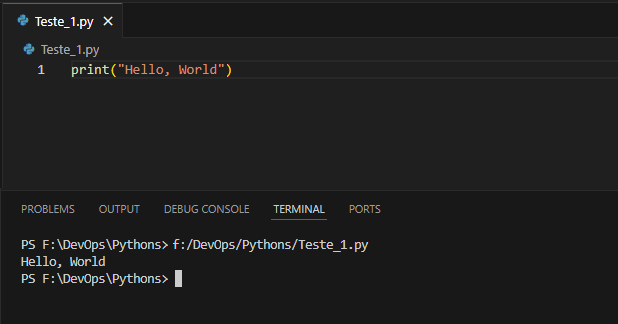 Teste_1.py
Teste_1.py
1 print("Hello, World")
PROBLEMS OUTPUT DEBUG CONSOLE TERMINAL PORTS
PS F:\DevOps\Pythons> f:/DevOps/Pythons/Teste_1.py
Hello, World
PS F:\DevOps\Pythons>